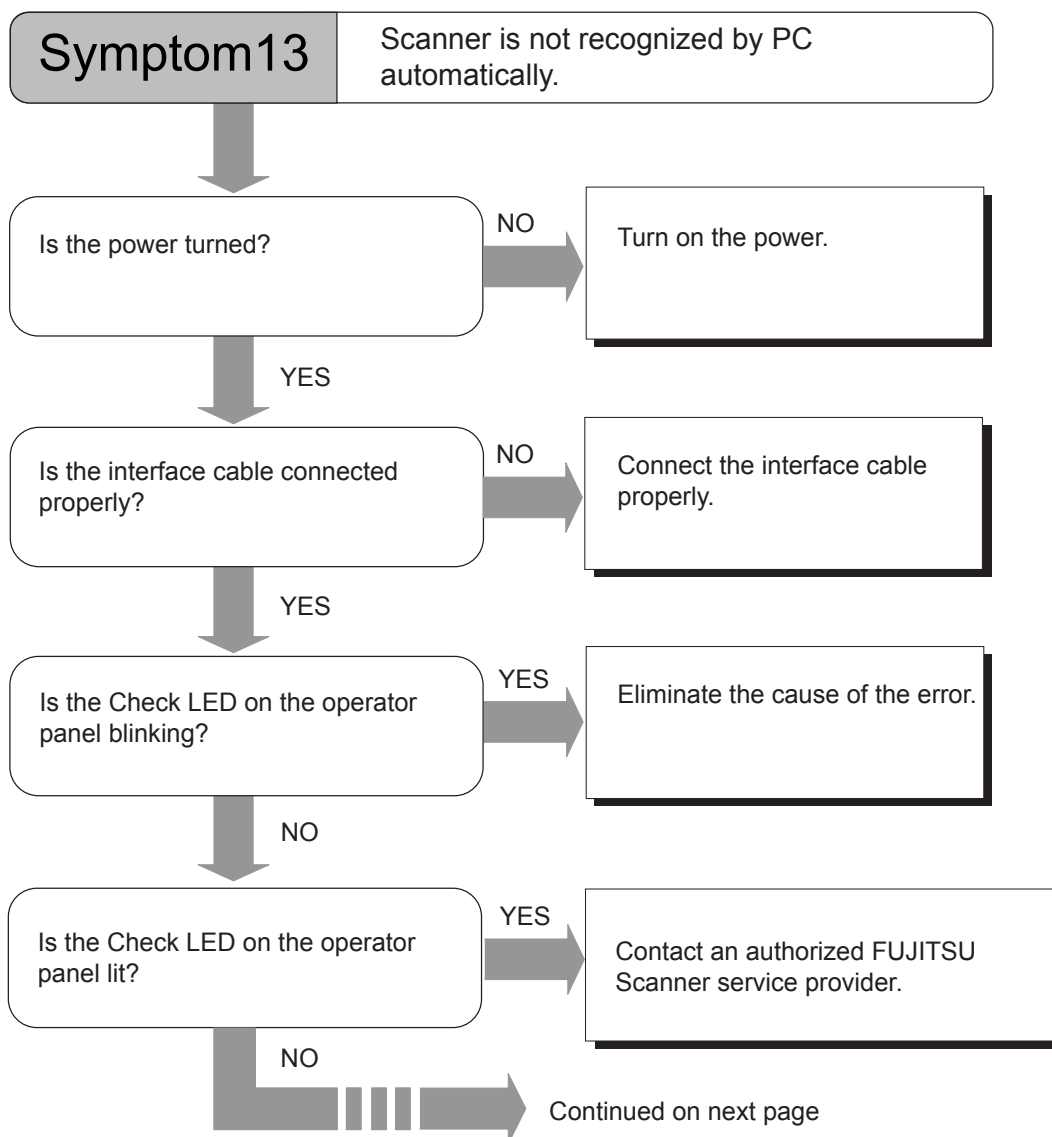 Symptom13
Scanner is not recognized by PC
automatically.
Is the power turned?
NO
Turn on the power.
YES
Is the interface cable connected
properly?
NO
Connect the interface cable
properly.
YES
Is the Check LED on the operator
panel blinking?
YES
Eliminate the cause of the error.
NO
Is the Check LED on the operator
panel lit?
YES
Contact an authorized FUJITSU
Scanner service provider.
NO
Continued on next page